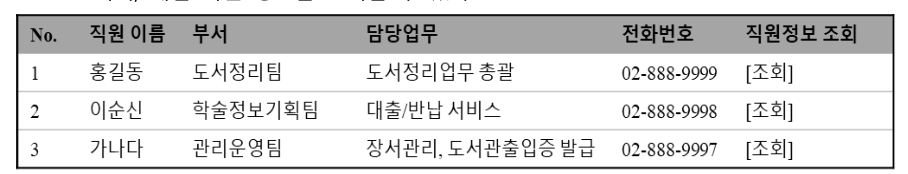 No. 직원 이름 부서 담당업무 전화번호 직원정보 조회
1 홍길동 도서정리팀 도서정리업무 총괄 02-888-9999 [조회]
2 이순신 학술정보기획팀 대출/반납 서비스 02-888-9998 [조회]
3 가나다 관리운영팀 장서관리, 도서관출입증 발급 02-888-9997 [조회]